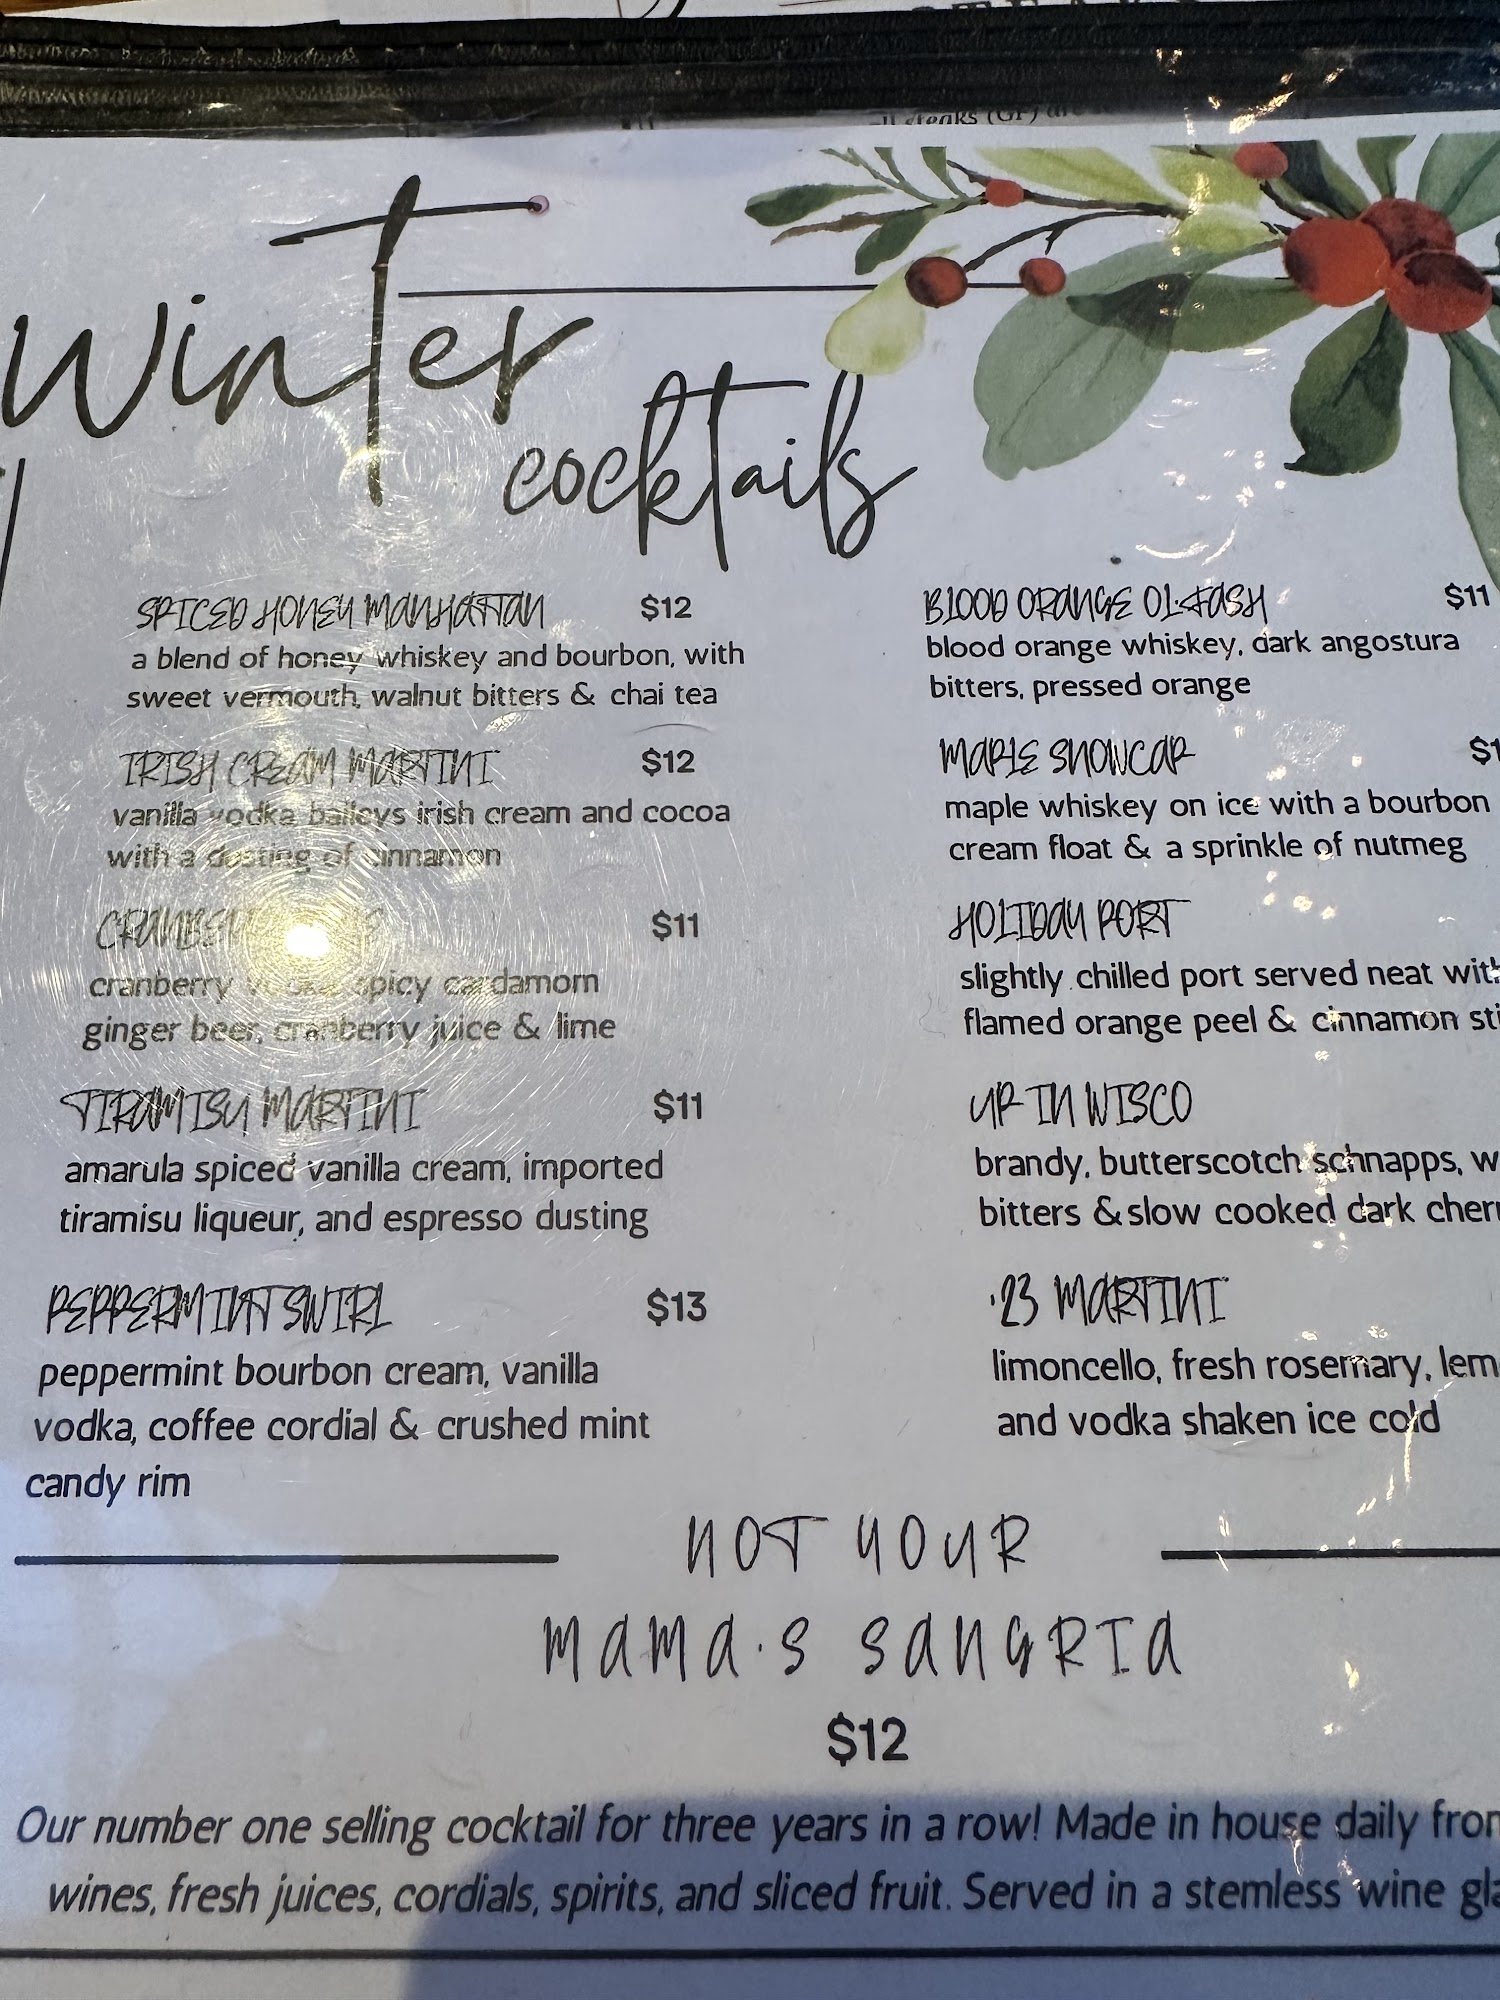 winter
cocktails
SPICED HONEY MANHATTAN $12
a blend of honey whiskey and bourbon, with
sweet vermouth, walnut bitters & chai tea
IRISH CREAM MARTINI $12
vanilla vodka baileys irish cream and cocoa
with a dusting of cinnamon
$11
cranberry vodka spicy cardamom
ginger beer, cranberry juice & lime
TIRAMISU MARTINI $11
amarula spiced vanilla cream, imported
tiramisu liqueur, and espresso dusting
PEPPERMINT SWIRL $13
peppermint bourbon cream, vanilla
vodka, coffee cordial & crushed mint
candy rim
BLOOD ORANGE OL-FASH $11
blood orange whiskey, dark angostura
bitters, pressed orange
MAPLE SNOWCAP
maple whiskey on ice with a bourbon
cream float & a sprinkle of nutmeg
HOLIDAY PORT
slightly chilled port served neat
flamed orange peel & cinnamon
UP IN WISCO
brandy, butterscotch schnapps,
bitters & slow cooked dark
'23 MARTINI
limoncello, fresh rosemary,
and vodka shaken ice cold
NOT YOUR
MAMA'S SANGRIA
$12
Our number one selling cocktail for three years in a row! Made in house daily
wines, fresh juices, cordials, spirits, and sliced fruit. Served in a stemless wine